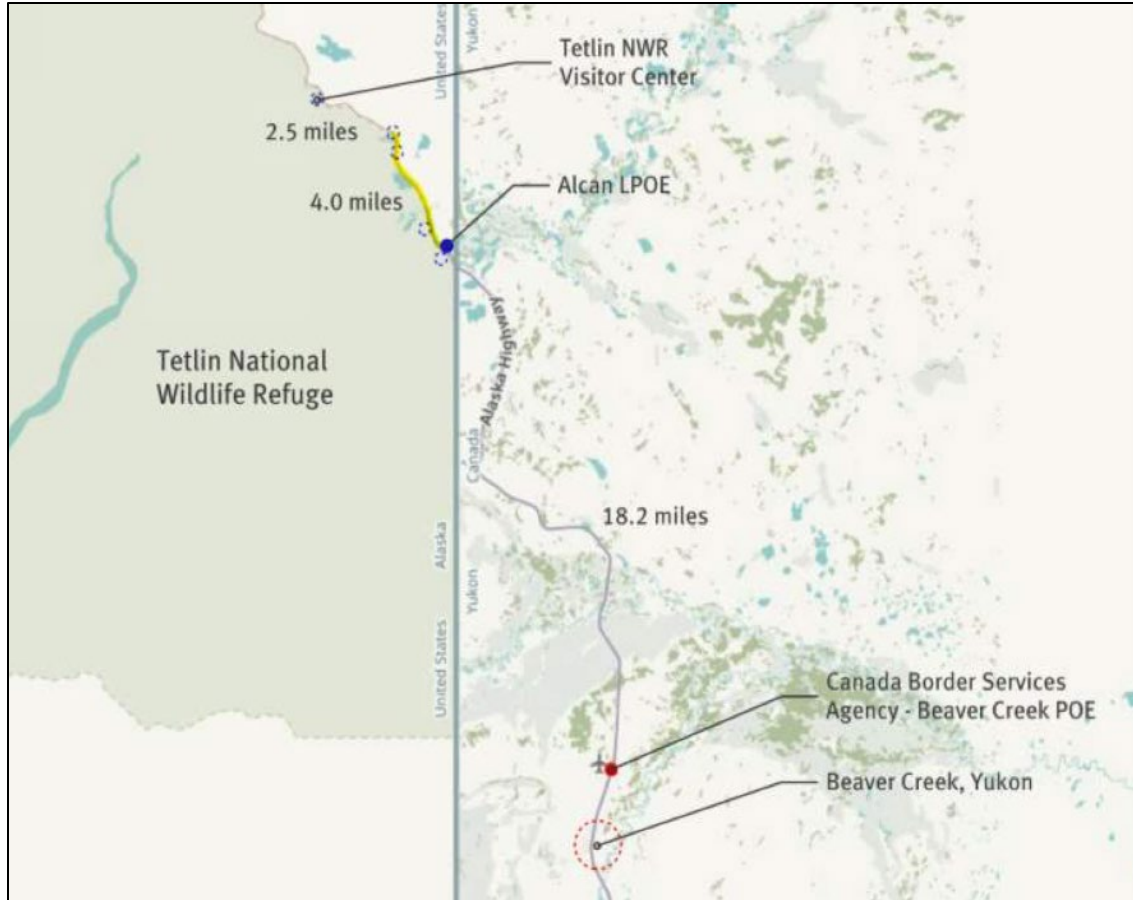 United States
Yukon
Tetlin NWR
Visitor Center
2.5 miles
4.0 miles
Alcan LPOE
Alaska Highway
Tetlin National
Wildlife Refuge
Canada
18.2 miles
Alaska
Yukon
United States
Canada Border Services
Agency - Beaver Creek POE
Beaver Creek, Yukon